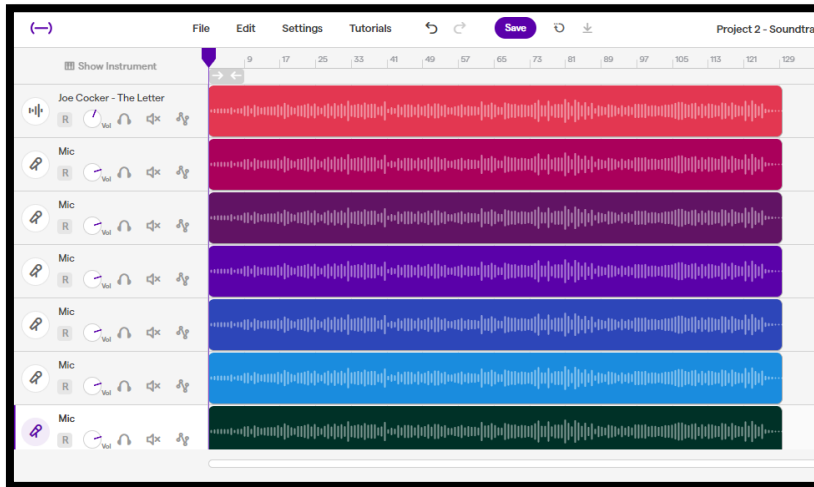 (—) File Edit Settings Tutorials Save Project 2 - Soundtra
Show Instrument
9 17 25 33 41 49 57 65 73 81 89 97 105 113 121 129
Joe Cocker - The Letter
R Vol
Mic
R Vol
Mic
R Vol
Mic
R Vol
Mic
R Vol
Mic
R Vol
Mic
R Vol